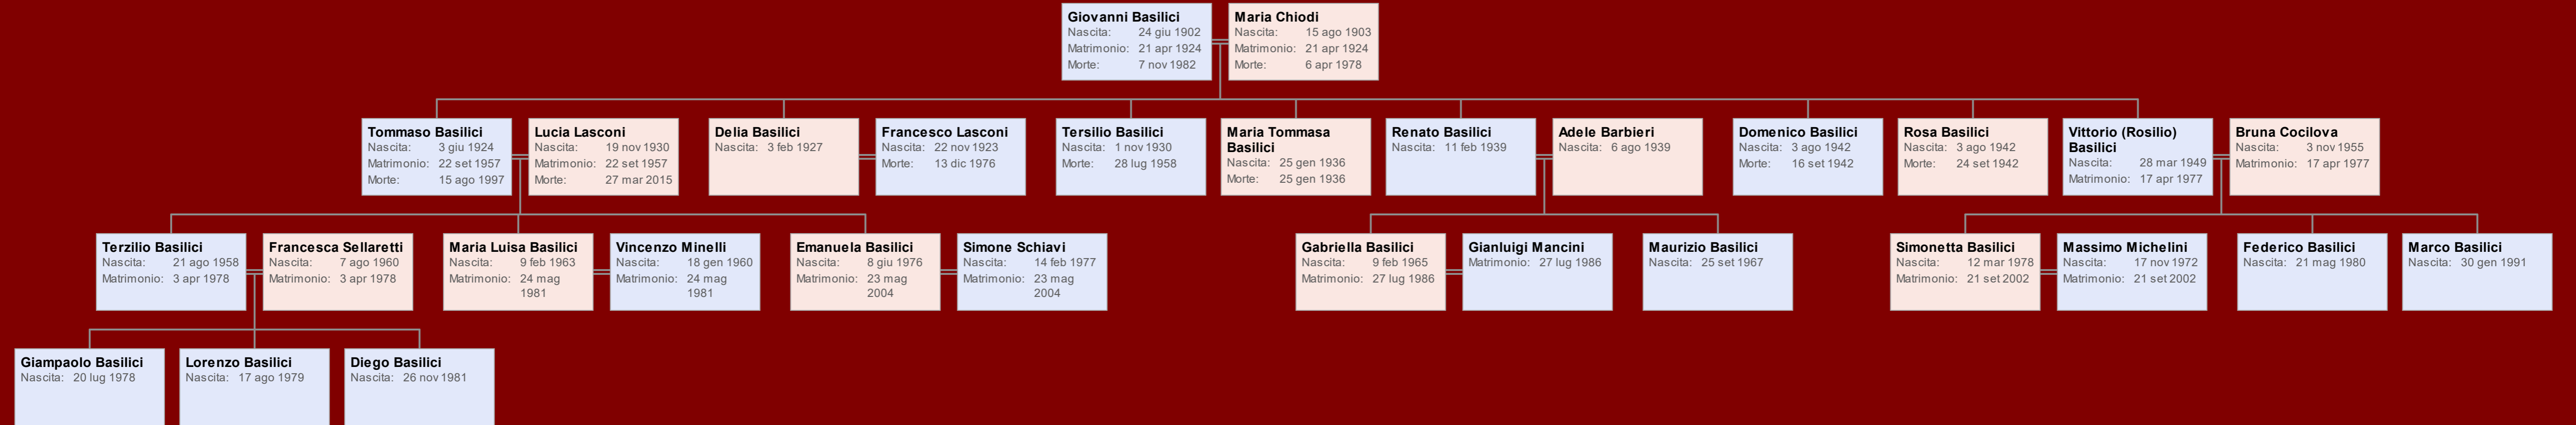 Giovanni Basilici
Nascita: 24 giu 1902
Matrimonio: 21 apr 1924
Morte: 7 nov 1982
Maria Chiodi
Nascita: 15 ago 1903
Matrimonio: 21 apr 1924
Morte: 6 apr 1978
Tommaso Basilici
Nascita: 3 giu 1924
Matrimonio: 22 set 1957
Morte: 15 ago 1997
Lucia Lasconi
Nascita: 19 nov 1930
Matrimonio: 22 set 1957
Morte: 27 mar 2015
Delia Basilici
Nascita: 3 feb 1927
Francesco Lasconi
Nascita: 22 nov 1923
Morte: 13 dic 1976
Tersilio Basilici
Nascita: 1 nov 1930
Morte: 28 lug 1958
Maria Tommasa
Basilici
Nascita: 25 gen 1936
Morte: 25 gen 1936
Renato Basilici
Nascita: 11 feb 1939
Adele Barbieri
Nascita: 6 ago 1939
Domenico Basilici
Nascita: 3 ago 1942
Morte: 16 set 1942
Rosa Basilici
Nascita: 3 ago 1942
Morte: 24 set 1942
Vittorio (Rosilio)
Basilici
Nascita: 28 mar 1949
Matrimonio: 17 apr 1977
Bruna Cocilova
Nascita: 3 nov 1955
Matrimonio: 17 apr 1977
Terzilio Basilici
Nascita: 21 ago 1958
Matrimonio: 3 apr 1978
Francesca Sellaretti
Nascita: 7 ago 1960
Matrimonio: 3 apr 1978
Maria Luisa Basilici
Nascita: 9 feb 1963
Matrimonio: 24 mag
1981
Vincenzo Minelli
Nascita: 18 gen 1960
Matrimonio: 24 mag
1981
Emanuela Basilici
Nascita: 8 giu 1976
Matrimonio: 23 mag
2004
Simone Schiavi
Nascita: 14 feb 1977
Matrimonio: 23 mag
2004
Gabriella Basilici
Nascita: 9 feb 1965
Matrimonio: 27 lug 1986
Gianluigi Mancini
Matrimonio: 27 lug 1986
Maurizio Basilici
Nascita: 25 set 1967
Simonetta Basilici
Nascita: 12 mar 1978
Matrimonio: 21 set 2002
Massimo Michelini
Nascita: 17 nov 1972
Matrimonio: 21 set 2002
Federico Basilici
Nascita: 21 mag 1980
Marco Basilici
Nascita: 30 gen 1991
Giampaolo Basilici
Nascita: 20 lug 1978
Lorenzo Basilici
Nascita: 17 ago 1979
Diego Basilici
Nascita: 26 nov 1981